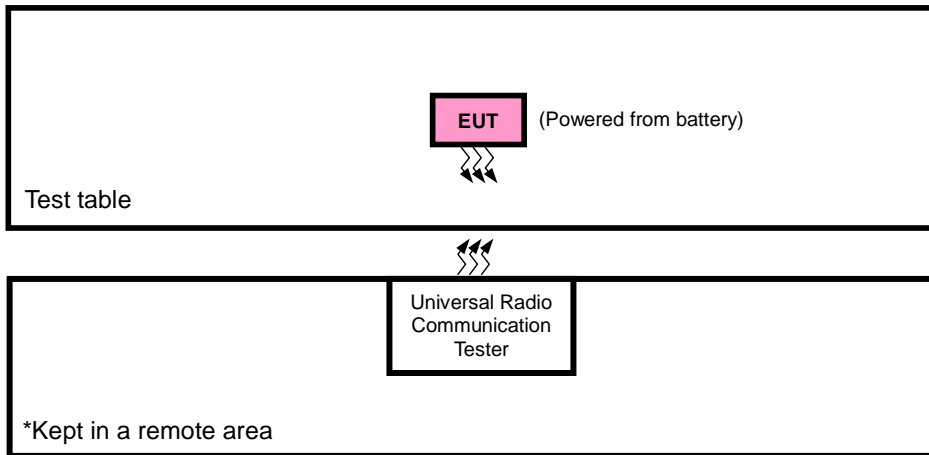 EUT
(Powered from battery)
Test table
Universal Radio
Communication
Tester
*Kept in a remote area